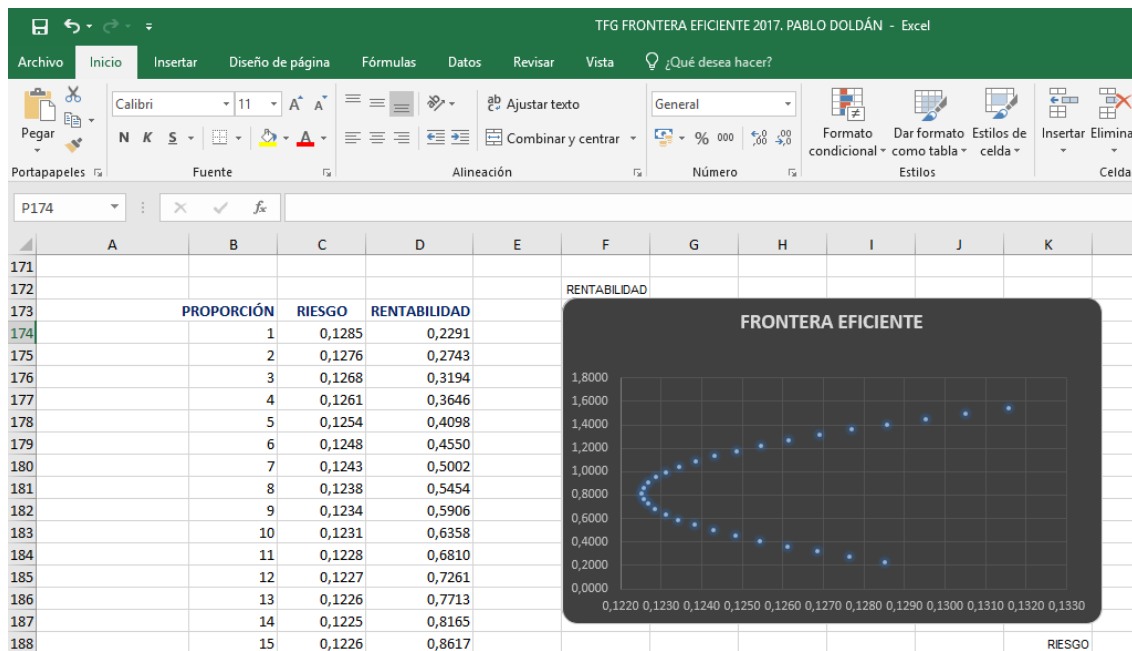 TFG FRONTERA EFICIENTE 2017. PABLO DOLDÁN - Excel
Archivo Inicio Insertar Diseño de página Fórmulas Datos Revisar Vista ¿Qué desea hacer?
Pegar Calibri 11 A A ab Ajustar texto General
N K S A Combinar y centrar % 000 ,00 ,00
Formato condicional Dar formato como tabla Estilos de celda Insertar Elimina
Portapapeles Fuente Alineación Número Estilos Celda
P174 fx
A B C D E F G H I J K
171
172 RENTABILIDAD
173 PROPORCIÓN RIESGO RENTABILIDAD
174 1 0,1285 0,2291
175 2 0,1276 0,2743
176 3 0,1268 0,3194
177 4 0,1261 0,3646
178 5 0,1254 0,4098
179 6 0,1248 0,4550
180 7 0,1243 0,5002
181 8 0,1238 0,5454
182 9 0,1234 0,5906
183 10 0,1231 0,6358
184 11 0,1228 0,6810
185 12 0,1227 0,7261
186 13 0,1226 0,7713
187 14 0,1225 0,8165
188 15 0,1226 0,8617
FRONTERA EFICIENTE
1,8000
1,6000
1,4000
1,2000
1,0000
0,8000
0,6000
0,4000
0,2000
0,0000
0,1220 0,1230 0,1240 0,1250 0,1260 0,1270 0,1280 0,1290 0,1300 0,1310 0,1320 0,1330
RIESGO